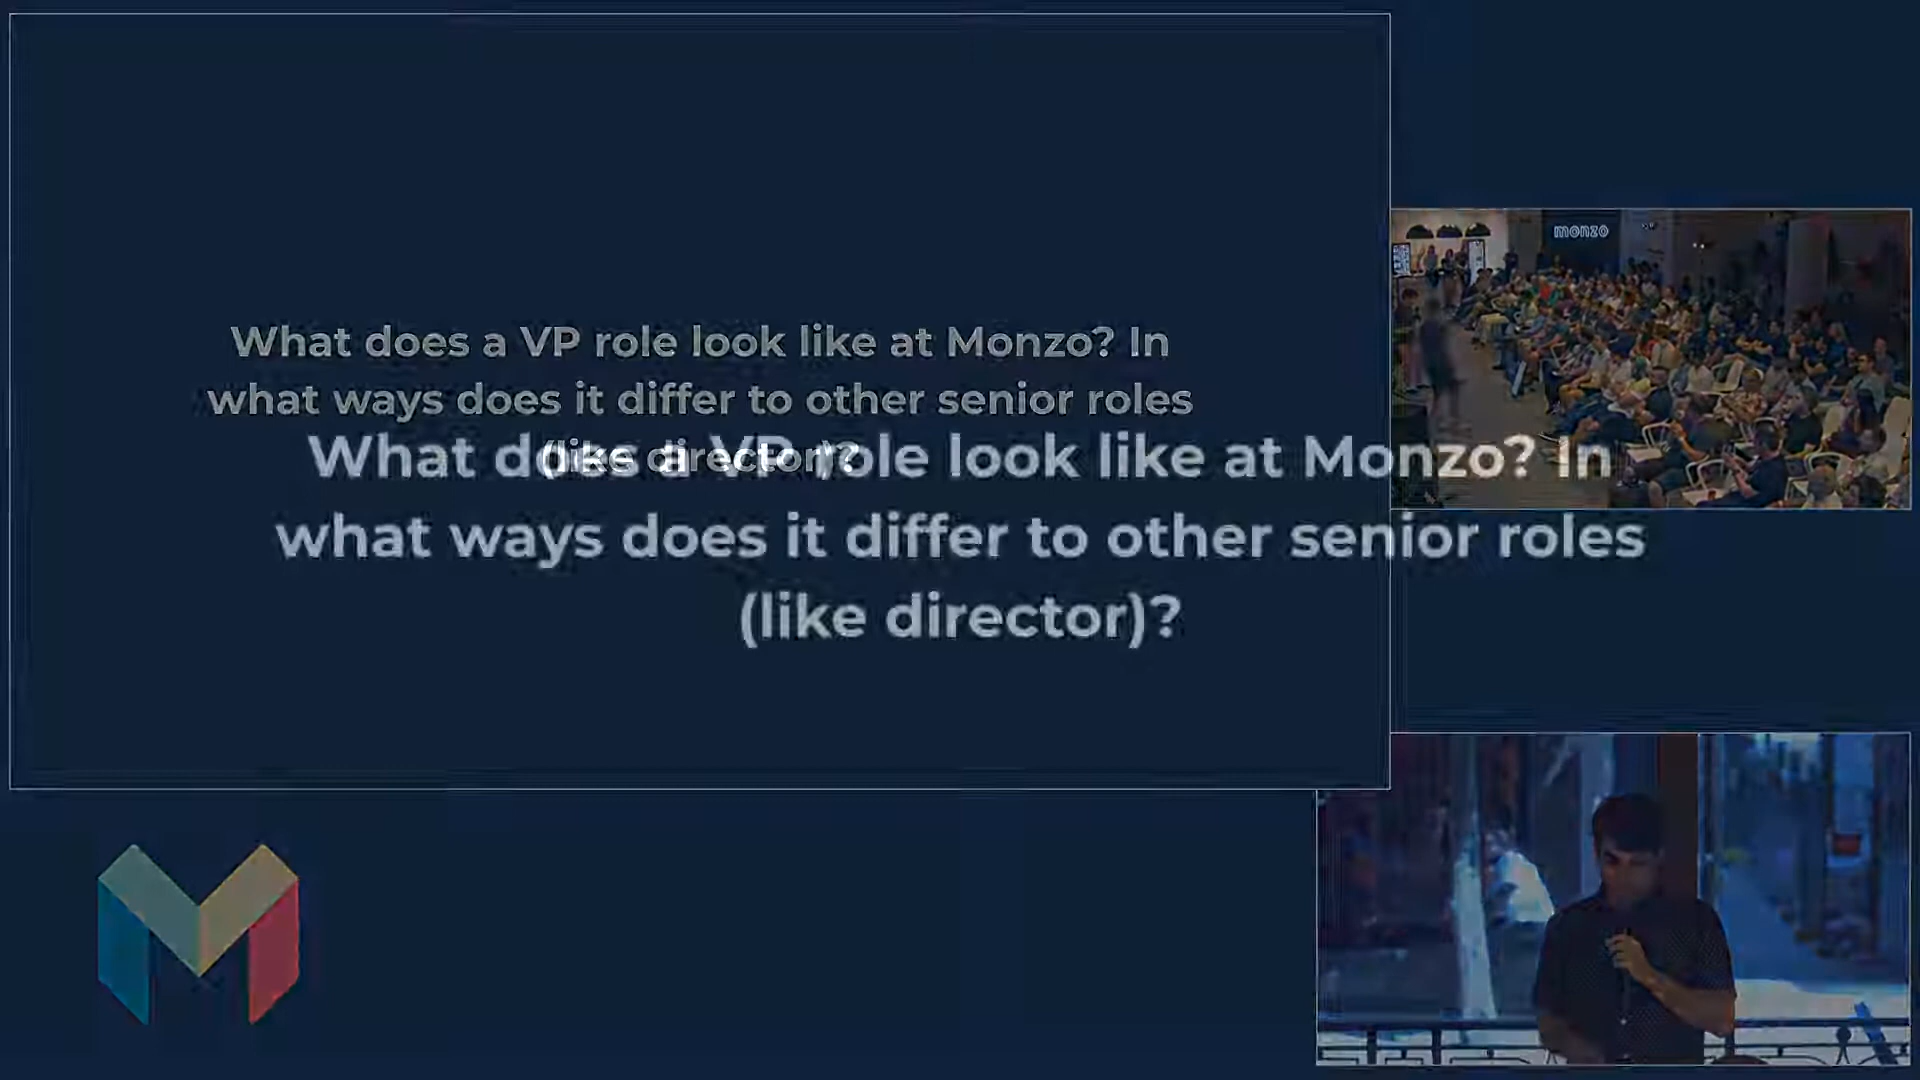 monzo
What does a VP role look like at Monzo? In
what ways does it differ to other senior roles
(like director)?
What does a VP role look like at Monzo? In
what ways does it differ to other senior roles
(like director)?